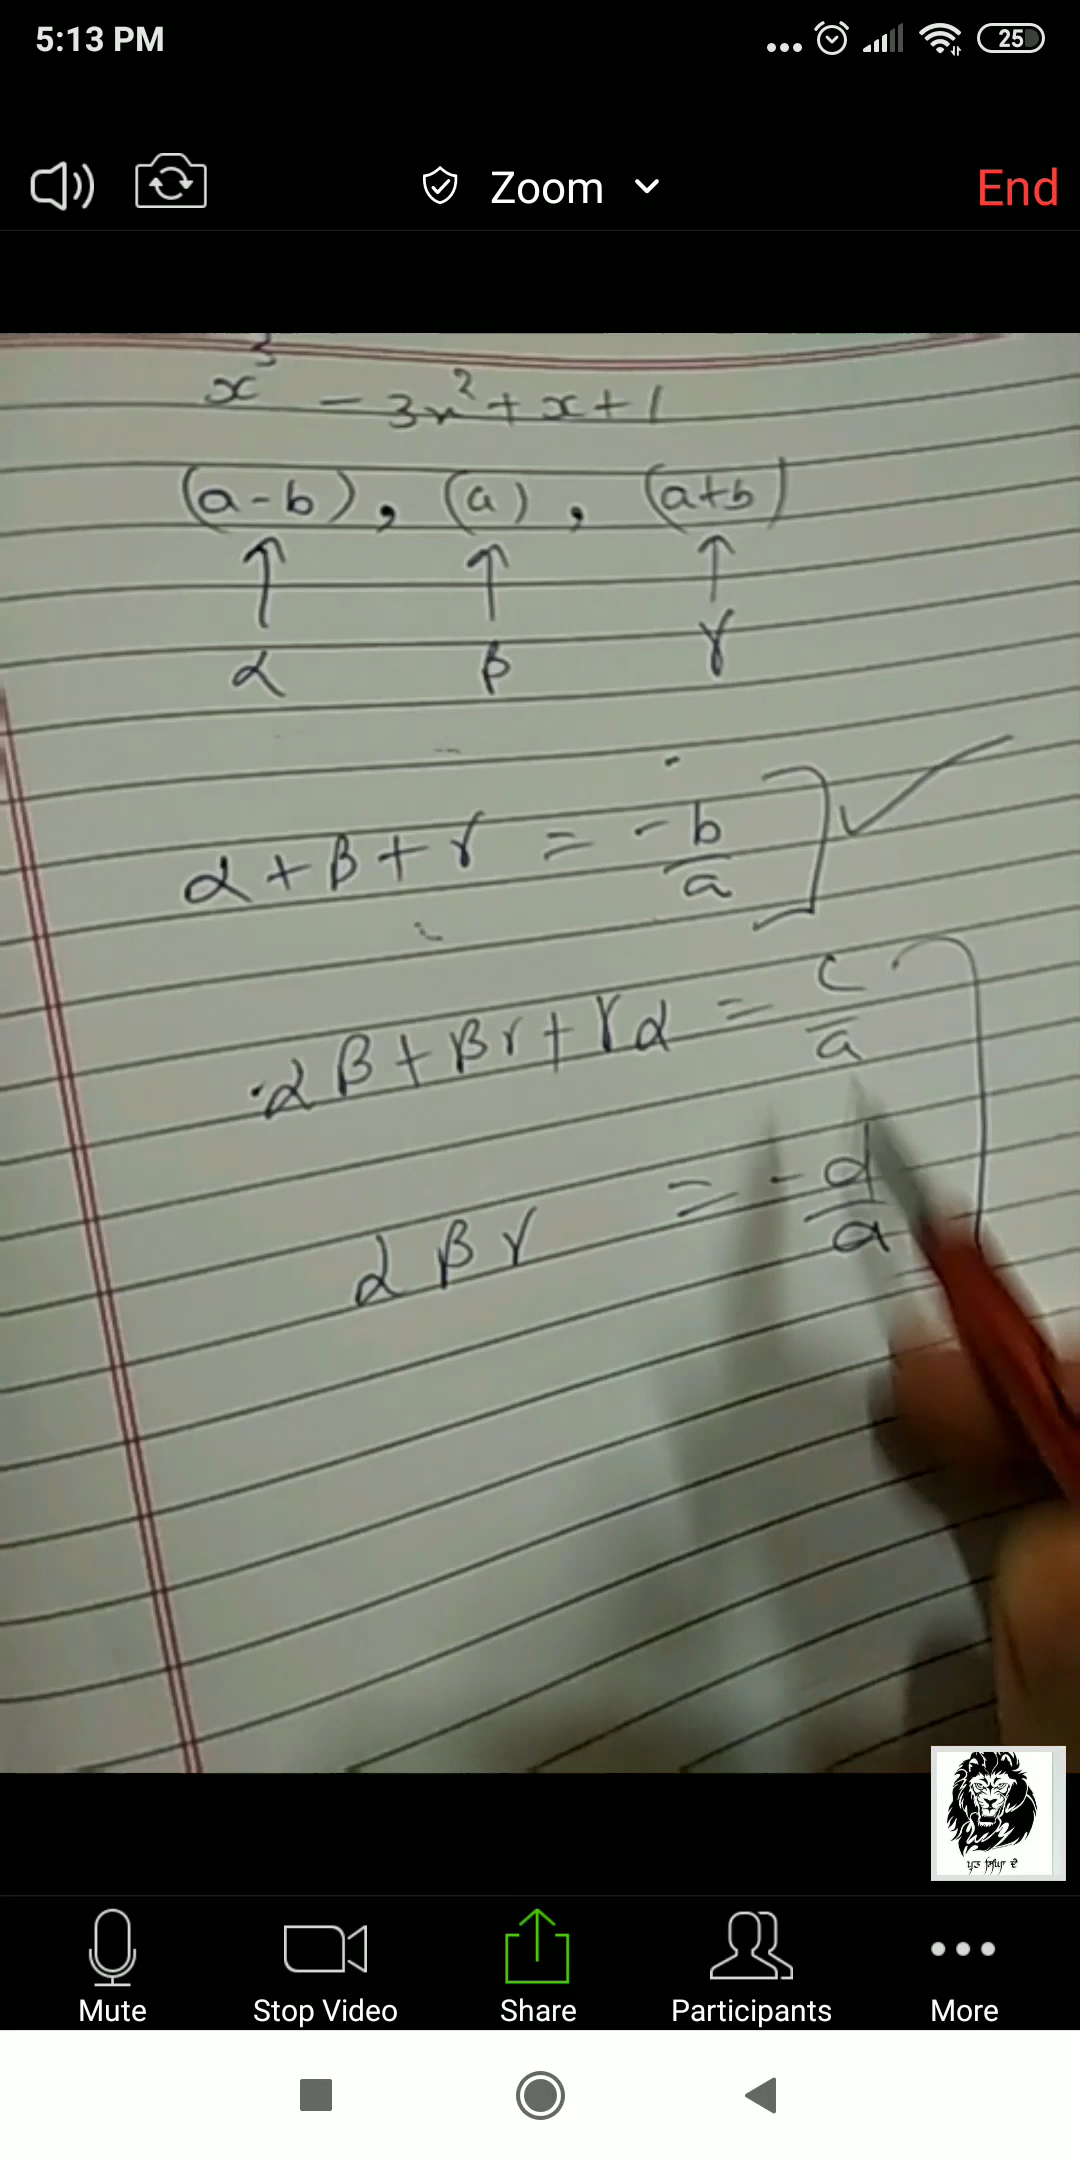 5:13 PM
25
Zoom
End
x³ - 3x² + x + 1
(a-b), (a), (a+b)
↑ ↑ ↑
α β γ
α + β + γ = -b/a
αβ + βγ + γα = c/a
αβγ = -d/a
ਪੁਤ ਸਿੰਘਾ ਦੇ
Mute Stop Video Share Participants More